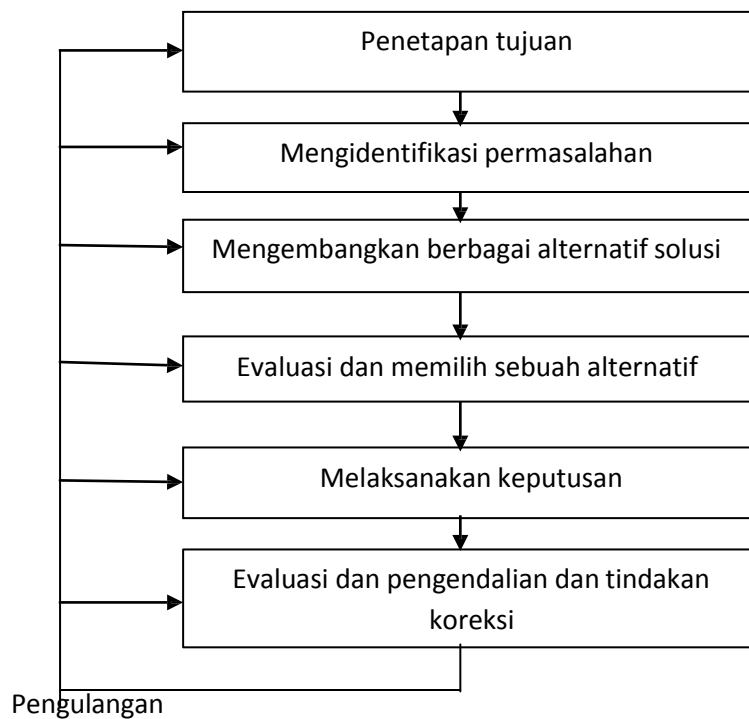 Penetapan tujuan
Mengidentifikasi permasalahan
Mengembangkan berbagai alternatif solusi
Evaluasi dan memilih sebuah alternatif
Melaksanakan keputusan
Evaluasi dan pengendalian dan tindakan
koreksi
Pengulangan